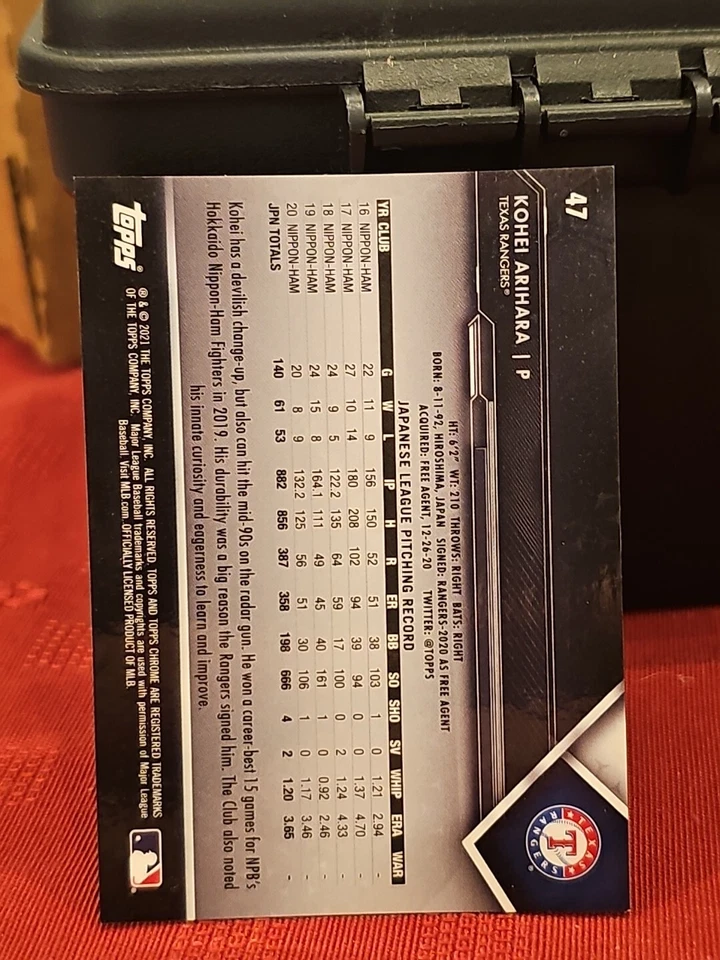 47
KOHEI ARIHARA | P
TEXAS RANGERS®
TEXAS
T
RANGERS
®
HT: 6'2" WT: 210 THROWS: RIGHT BATS: RIGHT
BORN: 8-11-92, HIROSHIMA, JAPAN SIGNED: RANGERS-2020 AS FREE AGENT
ACQUIRED: FREE AGENT, 12-26-20 TWITTER: @TOPPS
JAPANESE LEAGUE PITCHING RECORD
YR CLUB G W L IP H R ER BB SO SHO SV WHIP ERA WAR
16 NIPPON-HAM 22 11 9 156 150 52 51 38 103 1 0 1.21 2.94 -
17 NIPPON-HAM 27 10 14 180 208 102 94 39 94 0 0 1.37 4.70 -
18 NIPPON-HAM 24 9 5 122.2 135 64 59 17 100 0 2 1.24 4.33 -
19 NIPPON-HAM 24 15 8 164.1 111 49 45 40 161 1 0 0.92 2.46 -
20 NIPPON-HAM 20 8 9 132.2 125 56 51 30 106 1 0 1.17 3.46 -
JPN TOTALS 140 61 53 882 856 387 358 198 666 4 2 1.20 3.65 -
Kohei has a devilish change-up, but also can hit the mid-90s on the radar gun. He won a career-best 15 games for NPB's
Hokkaido Nippon-Ham Fighters in 2019. His durability was a big reason the Rangers signed him. The Club also noted
his innate curiosity and eagerness to learn and improve.
topps®
® & © 2021 THE TOPPS COMPANY, INC. ALL RIGHTS RESERVED. TOPPS AND TOPPS CHROME ARE REGISTERED TRADEMARKS
OF THE TOPPS COMPANY, INC. Major League Baseball trademarks and copyrights are used with permission of Major League
Baseball. Visit MLB.com. OFFICIALLY LICENSED PRODUCT OF MLB.